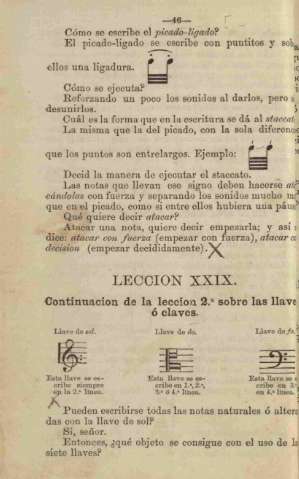 —46—
Cómo se escribe el picado-ligado?
El picado-ligado se escribe con puntitos y sob
ellos una ligadura.
Cómo se ejecuta?
Reforzando un poco los sonidos al darlos, pero s
desunirlos.
Cuál es la forma que en la escritura se dá al staccat
La misma que la del picado, con la sola diferenc
que los puntos son entrelargos. Ejemplo:
Decid la manera de ejecutar el staccato.
Las notas que llevan ese signo deben hacerse at
cándolas con fuerza y separando los sonidos mucho m
que en el picado, como si entre ellos hubiera una páus
Qué quiere decir atacar?
Atacar una nota, quiere decir empezarla; y así s
dice: atacar con fuerza (empezar con fuerza), atacar c
decision (empezar decididamente).
LECCION XXIX.
Continuacion de la leccion 2.ª sobre las llave
ó claves.
Llave de sol.
Llave de do.
Llave de fa.
Esta llave se es-
cribe siempre
en la 2.ª línea.
Esta llave se es-
cribe en 1.ª, 2.ª,
3.ª ó 4.ª línea.
Esta llave se e
cribe en 3.ª
en 4.ª línea.
Pueden escribirse todas las notas naturales ó altera
das con la llave de sol?
Sí, señor.
Entonces, ¿qué objeto se consigue con el uso de la
siete llaves?